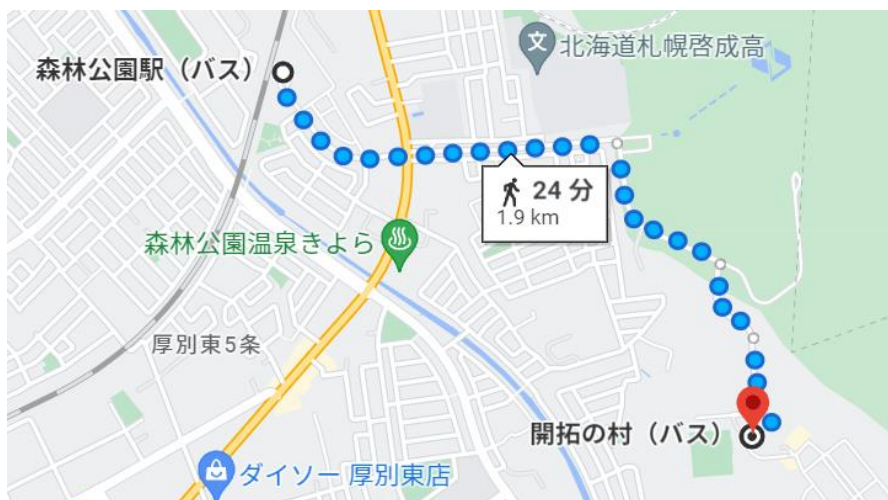 森林公園駅（バス）
文
北海道札幌啓成高
24 分
1.9 km
森林公園温泉きよら
厚別東5条
開拓の村（バス）
ダイソー 厚別東店